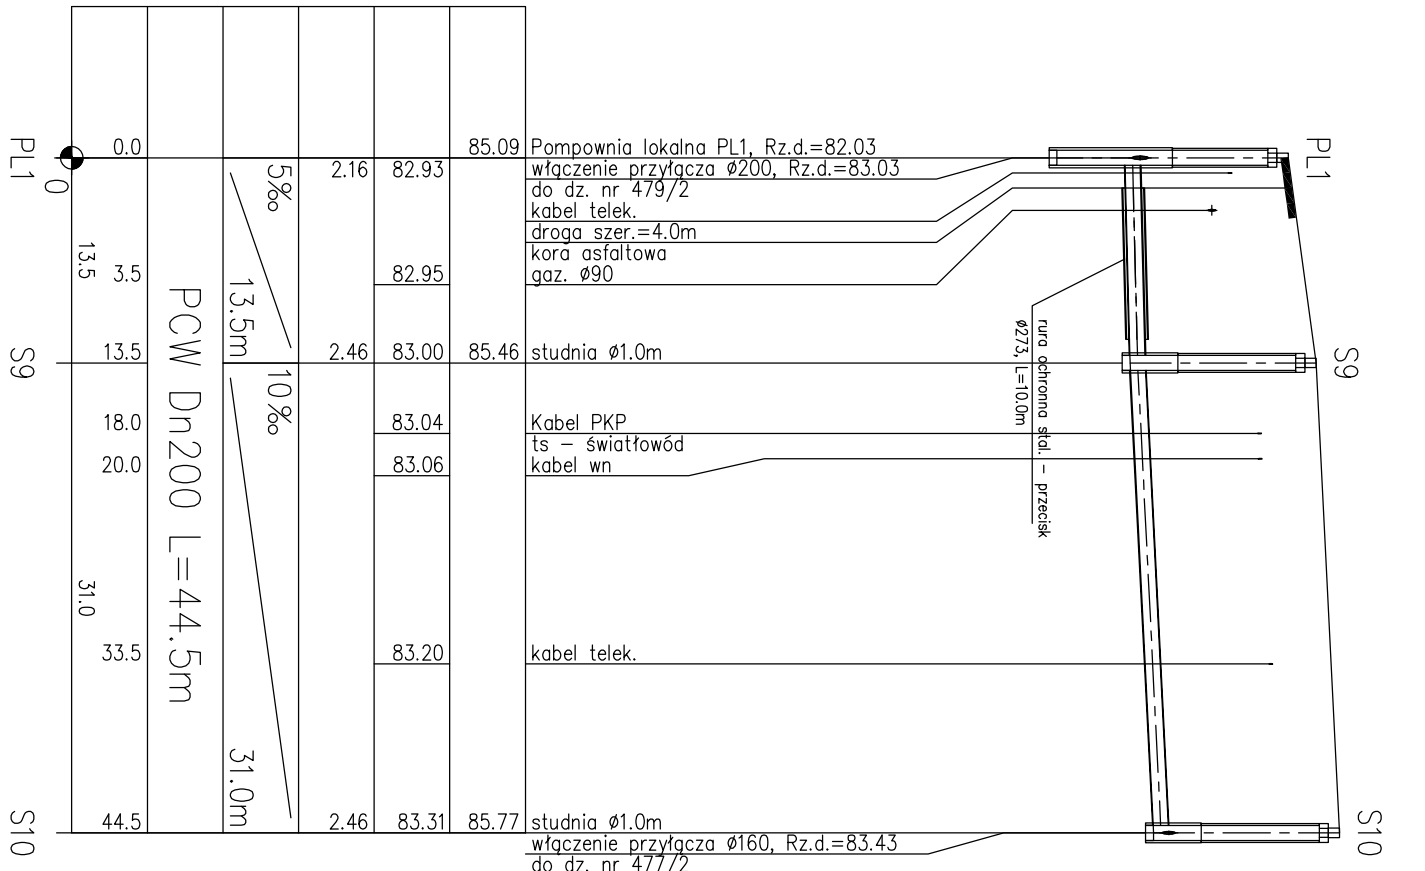 PL1
0.0
85.09
Pompownia lokalna PL1, Rz.d.=82.03
PL1
0
5‰
2.16
82.93
włączenie przyłącza ø200, Rz.d.=83.03
do dz. nr 479/2
kabel telek.
droga szer.=4.0m
kora asfaltowa
13.5
3.5
82.95
gaz. ø90
13.5m
rura ochronna stal. – przecisk
ø273, L=10.0m
S9
13.5
2.46
83.00
85.46
studnia ø1.0m
S9
10‰
PCW Dn200 L=44.5m
18.0
83.04
Kabel PKP
ts – światłowód
20.0
83.06
kabel wn
31.0
33.5
83.20
kabel telek.
31.0m
S10
44.5
2.46
83.31
85.77
studnia ø1.0m
S10
włączenie przyłącza ø160, Rz.d.=83.43
do dz. nr 477/2